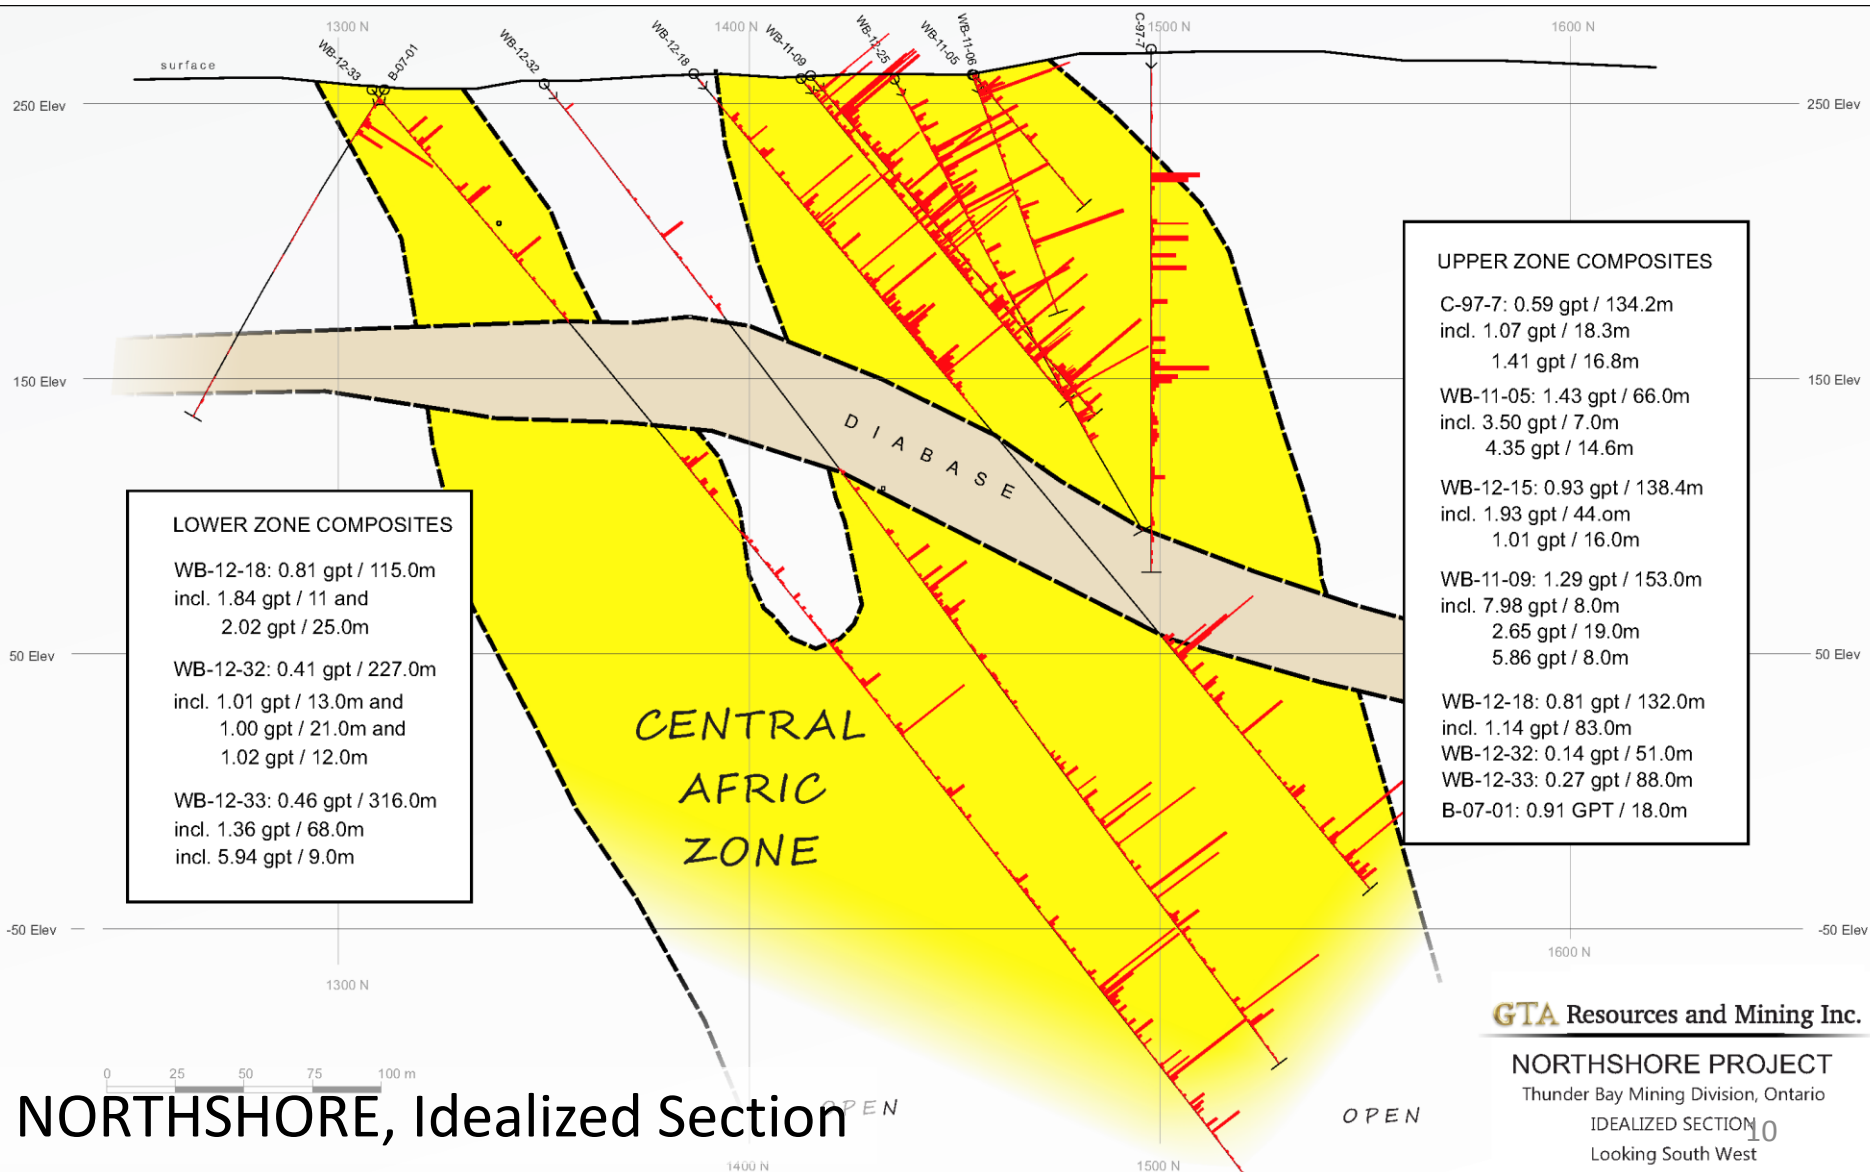 1300 N
1400 N
1500 N
1600 N
WB-12-33
B-07-01
WB-12-32
WB-12-18
WB-11-09
WB-12-25
WB-11-05
WB-11-06
C-97-7
surface
250 Elev
250 Elev
150 Elev
150 Elev
50 Elev
50 Elev
-50 Elev
-50 Elev
DIABASE
CENTRAL
AFRIC
ZONE
UPPER ZONE COMPOSITES
C-97-7: 0.59 gpt / 134.2m
incl. 1.07 gpt / 18.3m
1.41 gpt / 16.8m
WB-11-05: 1.43 gpt / 66.0m
incl. 3.50 gpt / 7.0m
4.35 gpt / 14.6m
WB-12-15: 0.93 gpt / 138.4m
incl. 1.93 gpt / 44.om
1.01 gpt / 16.0m
WB-11-09: 1.29 gpt / 153.0m
incl. 7.98 gpt / 8.0m
2.65 gpt / 19.0m
5.86 gpt / 8.0m
WB-12-18: 0.81 gpt / 132.0m
incl. 1.14 gpt / 83.0m
WB-12-32: 0.14 gpt / 51.0m
WB-12-33: 0.27 gpt / 88.0m
B-07-01: 0.91 GPT / 18.0m
LOWER ZONE COMPOSITES
WB-12-18: 0.81 gpt / 115.0m
incl. 1.84 gpt / 11 and
2.02 gpt / 25.0m
WB-12-32: 0.41 gpt / 227.0m
incl. 1.01 gpt / 13.0m and
1.00 gpt / 21.0m and
1.02 gpt / 12.0m
WB-12-33: 0.46 gpt / 316.0m
incl. 1.36 gpt / 68.0m
incl. 5.94 gpt / 9.0m
1300 N
1600 N
0 25 50 75 100 m
NORTHSHORE, Idealized Section
OPEN
OPEN
1400 N
1500 N
GTA Resources and Mining Inc.
NORTHSHORE PROJECT
Thunder Bay Mining Division, Ontario
IDEALIZED SECTION
10
Looking South West